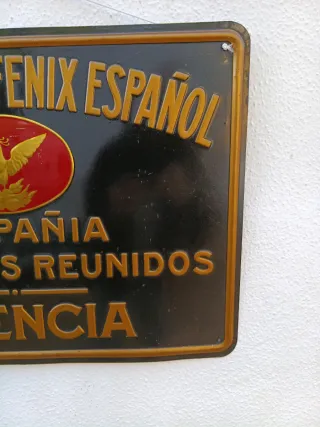 FENIX ESPAÑOL
PAÑIA
S REUNIDOS
ENCIA